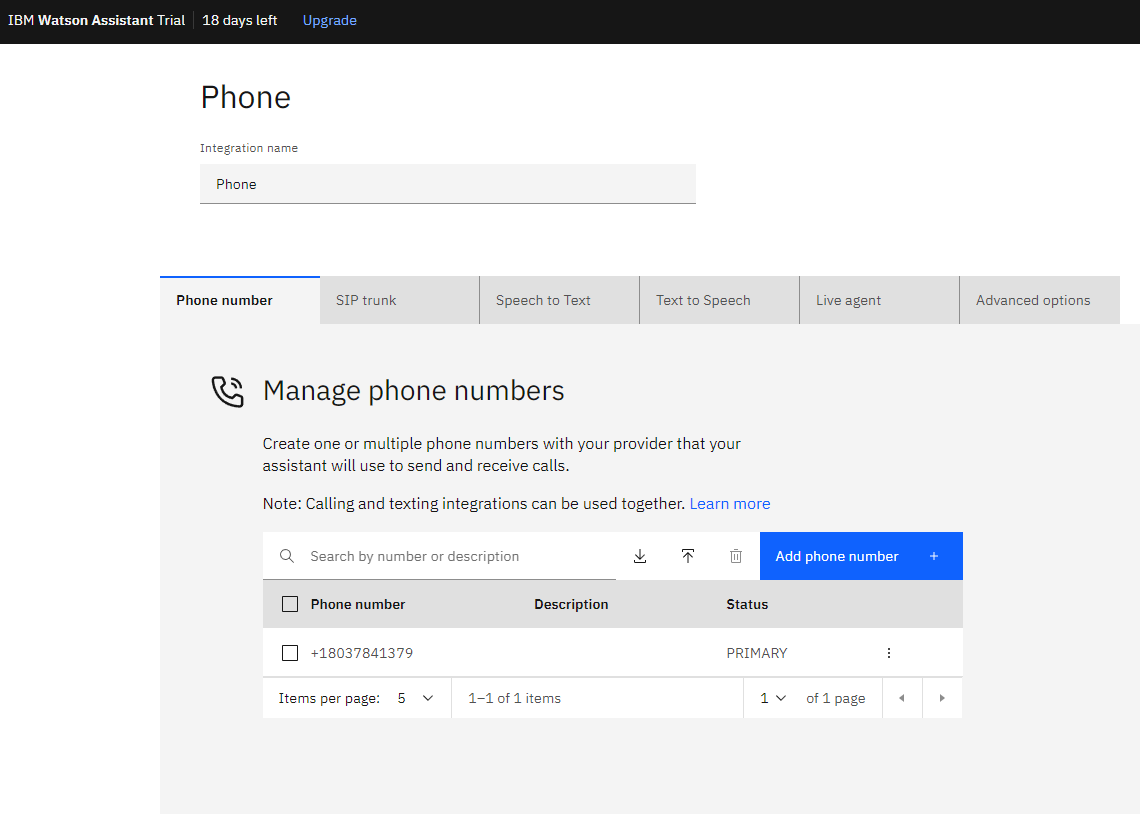 IBM Watson Assistant Trial 18 days left Upgrade
Phone
Integration name
Phone
Phone number SIP trunk Speech to Text Text to Speech Live agent Advanced options
Manage phone numbers
Create one or multiple phone numbers with your provider that your
assistant will use to send and receive calls.
Note: Calling and texting integrations can be used together. Learn more
Search by number or description Add phone number +
Phone number Description Status
+18037841379 PRIMARY
Items per page: 5 1–1 of 1 items 1 of 1 page